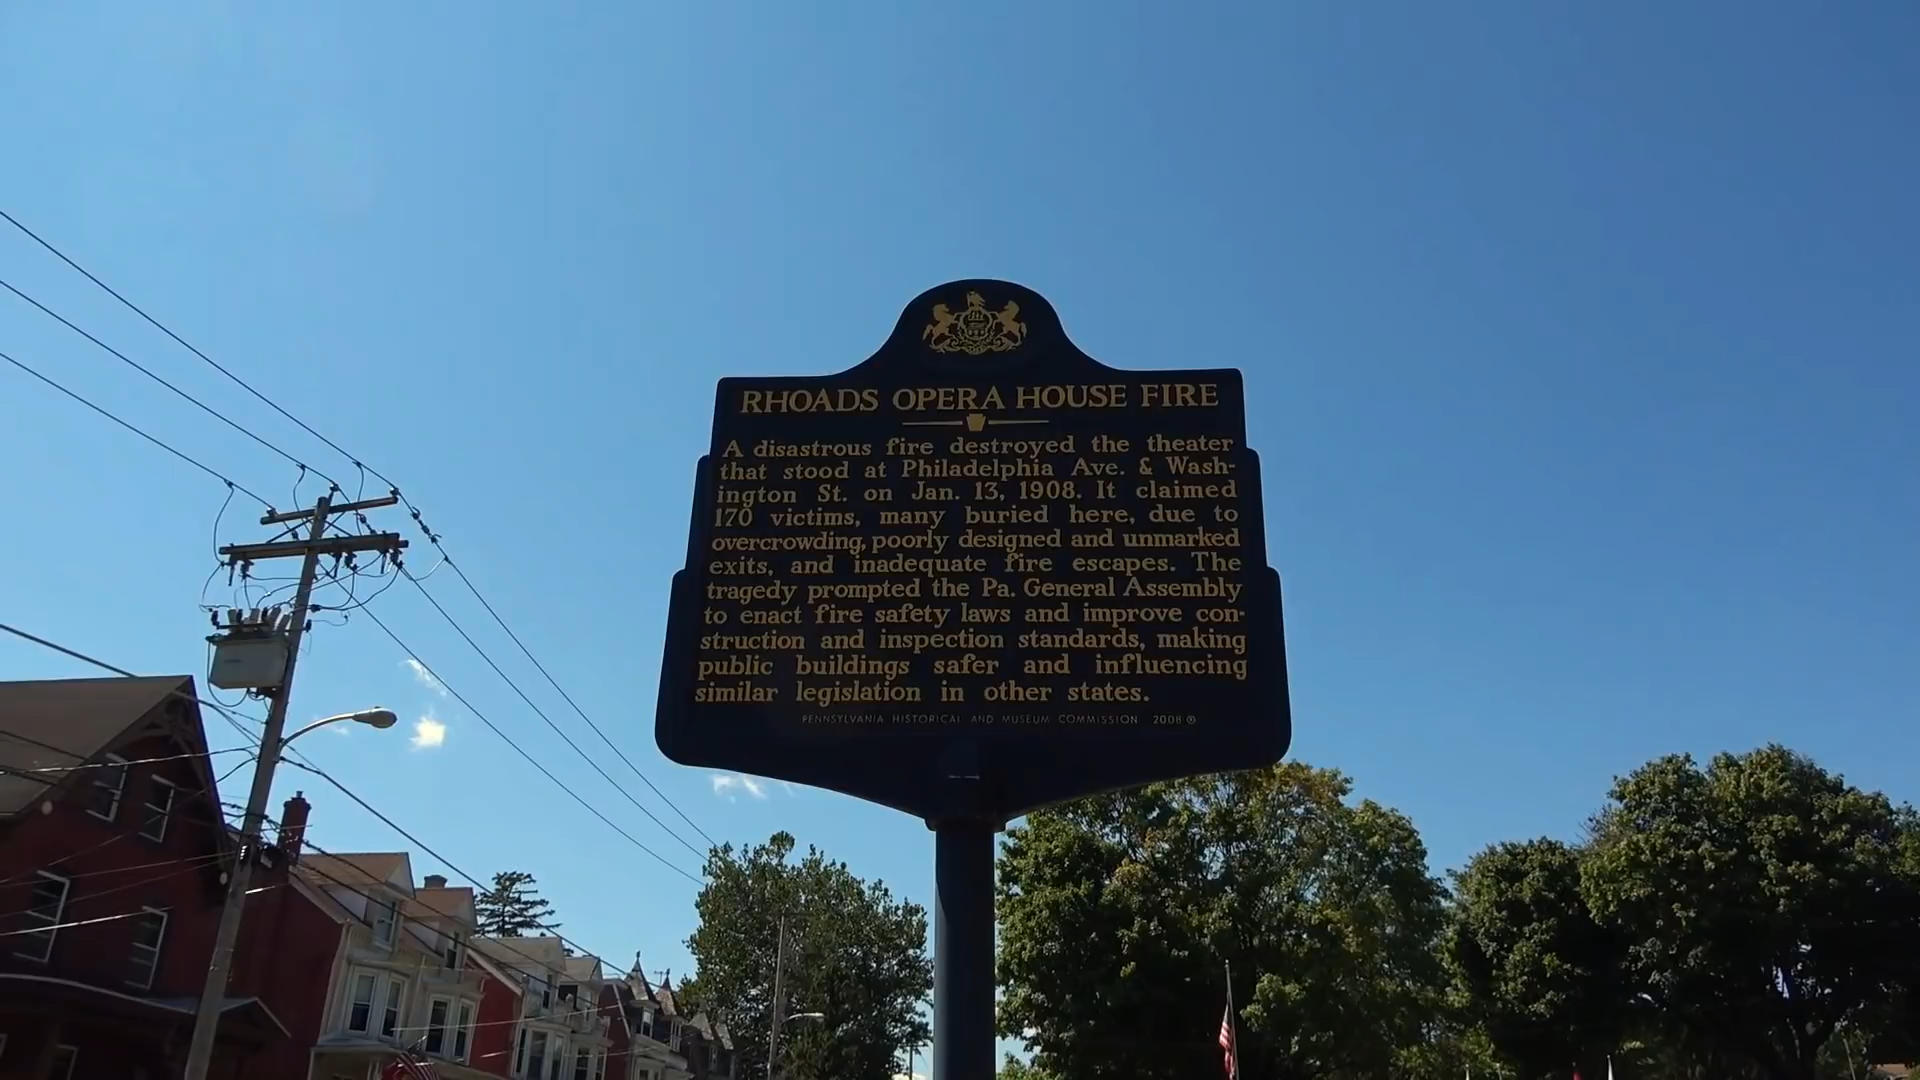 RHOADS OPERA HOUSE FIRE
A disastrous fire destroyed the theater
that stood at Philadelphia Ave. & Wash-
ington St. on Jan. 13, 1908. It claimed
170 victims, many buried here, due to
overcrowding, poorly designed and unmarked
exits, and inadequate fire escapes. The
tragedy prompted the Pa. General Assembly
to enact fire safety laws and improve con-
struction and inspection standards, making
public buildings safer and influencing
similar legislation in other states.
PENNSYLVANIA HISTORICAL AND MUSEUM COMMISSION 2008 ®